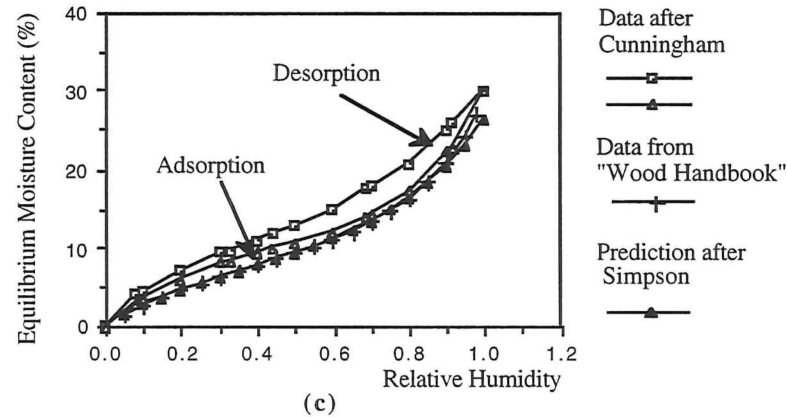 Equilibrium Moisture Content (%)
40
30
20
10
0
0.0 0.2 0.4 0.6 0.8 1.0 1.2
Relative Humidity
Desorption
Adsorption
(c)
Data after
Cunningham
Data from
"Wood Handbook"
Prediction after
Simpson